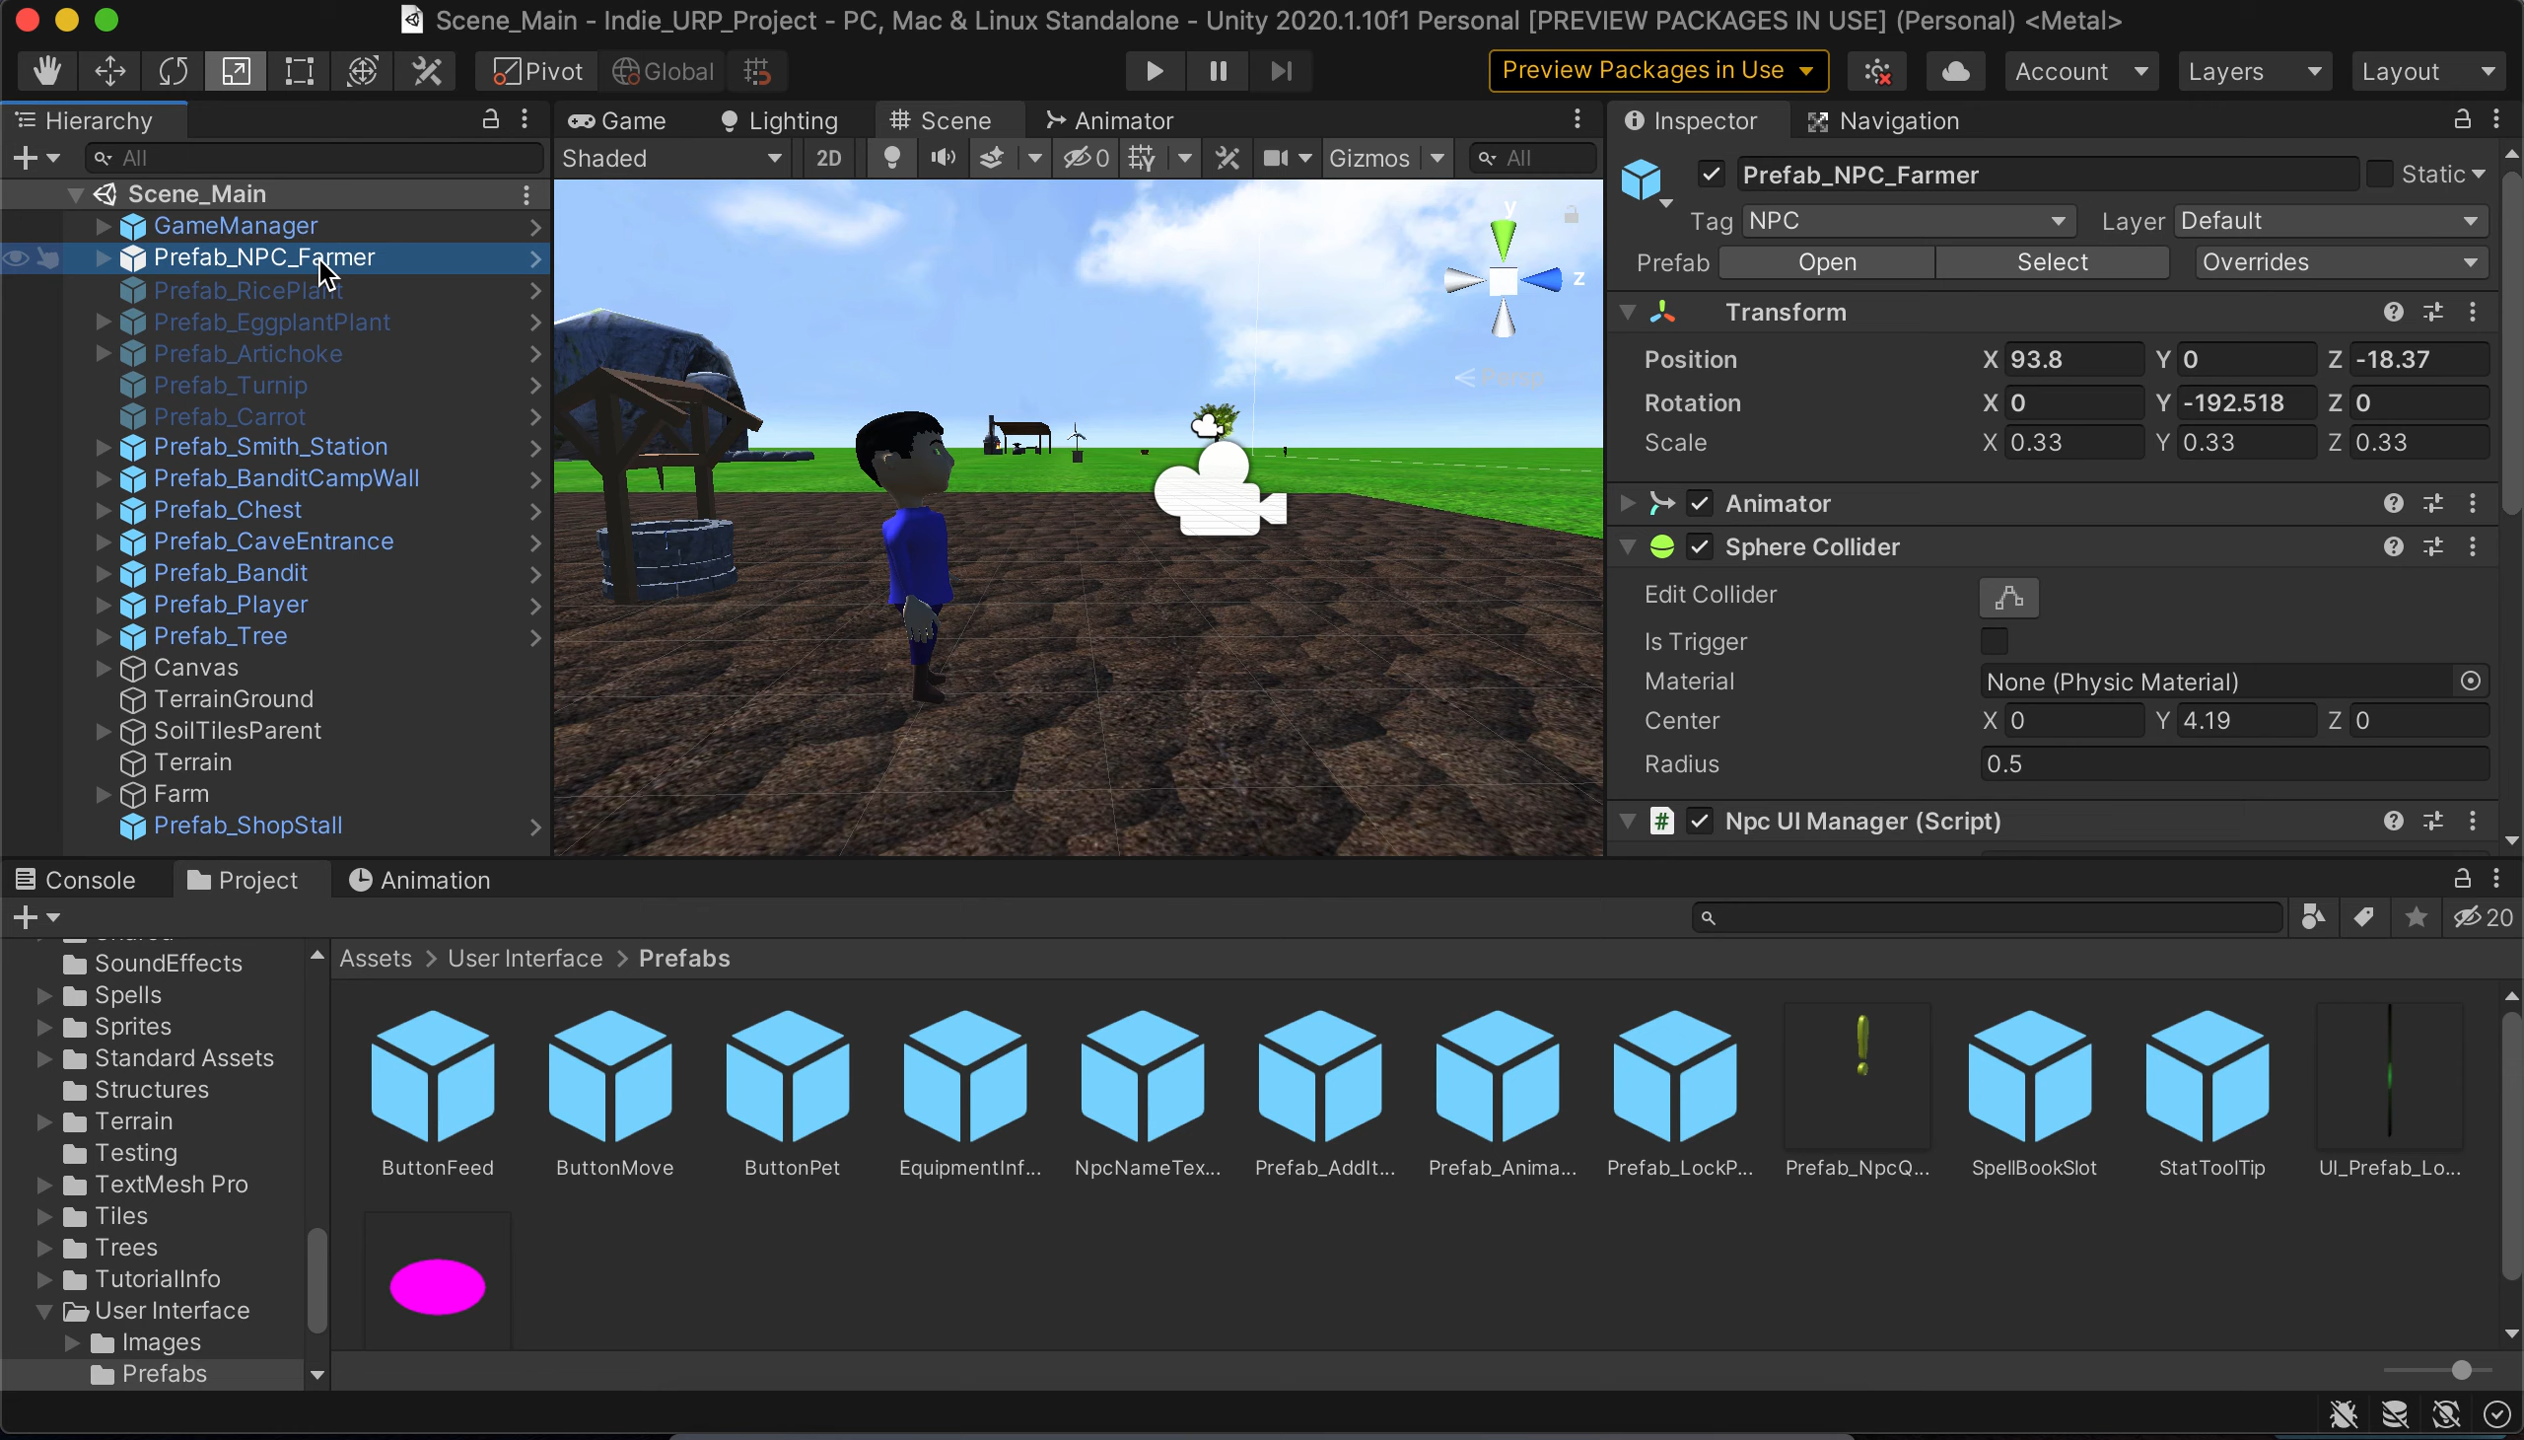 Scene_Main - Indie_URP_Project - PC, Mac & Linux Standalone - Unity 2020.1.10f1 Personal [PREVIEW PACKAGES IN USE] (Personal) <Metal>
Pivot Global Preview Packages in Use Account Layers Layout
Hierarchy
All
Scene_Main
GameManager
Prefab_NPC_Farmer
Prefab_RicePlant
Prefab_EggplantPlant
Prefab_Artichoke
Prefab_Turnip
Prefab_Carrot
Prefab_Smith_Station
Prefab_BanditCampWall
Prefab_Chest
Prefab_CaveEntrance
Prefab_Bandit
Prefab_Player
Prefab_Tree
Canvas
TerrainGround
SoilTilesParent
Terrain
Farm
Prefab_ShopStall
Game Lighting Scene Animator
Shaded 2D 0 Gizmos All
y
z
< Persp
Inspector Navigation
Prefab_NPC_Farmer Static
Tag NPC Layer Default
Prefab Open Select Overrides
Transform
Position X 93.8 Y 0 Z -18.37
Rotation X 0 Y -192.518 Z 0
Scale X 0.33 Y 0.33 Z 0.33
Animator
Sphere Collider
Edit Collider
Is Trigger
Material None (Physic Material)
Center X 0 Y 4.19 Z 0
Radius 0.5
# Npc UI Manager (Script)
Console Project Animation
20
SoundEffects
Spells
Sprites
Standard Assets
Structures
Terrain
Testing
TextMesh Pro
Tiles
Trees
TutorialInfo
User Interface
Images
Prefabs
Assets > User Interface > Prefabs
ButtonFeed ButtonMove ButtonPet EquipmentInf... NpcNameTex... Prefab_AddIt... Prefab_Anima... Prefab_LockP... Prefab_NpcQ... SpellBookSlot StatToolTip UI_Prefab_Lo...